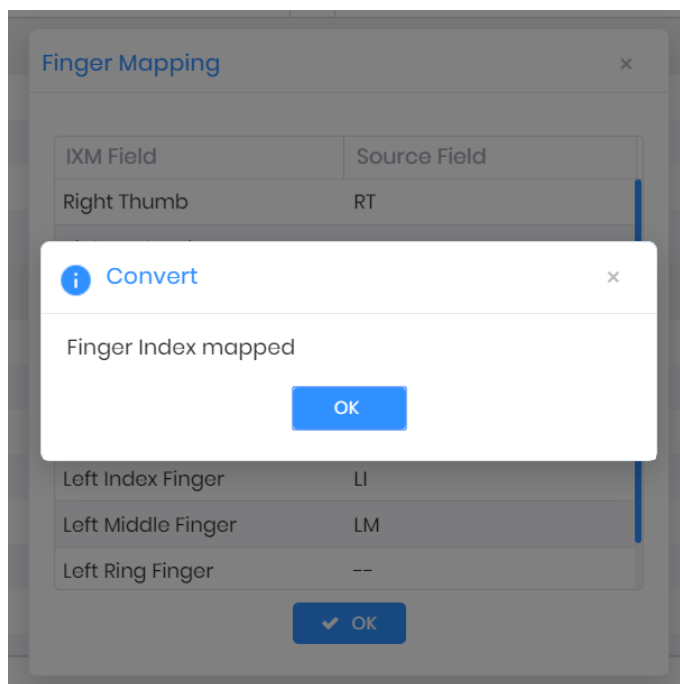 Finger Mapping ×
IXM Field Source Field
Right Thumb RT
Convert ×
Finger Index mapped
OK
Left Index Finger LI
Left Middle Finger LM
Left Ring Finger --
OK